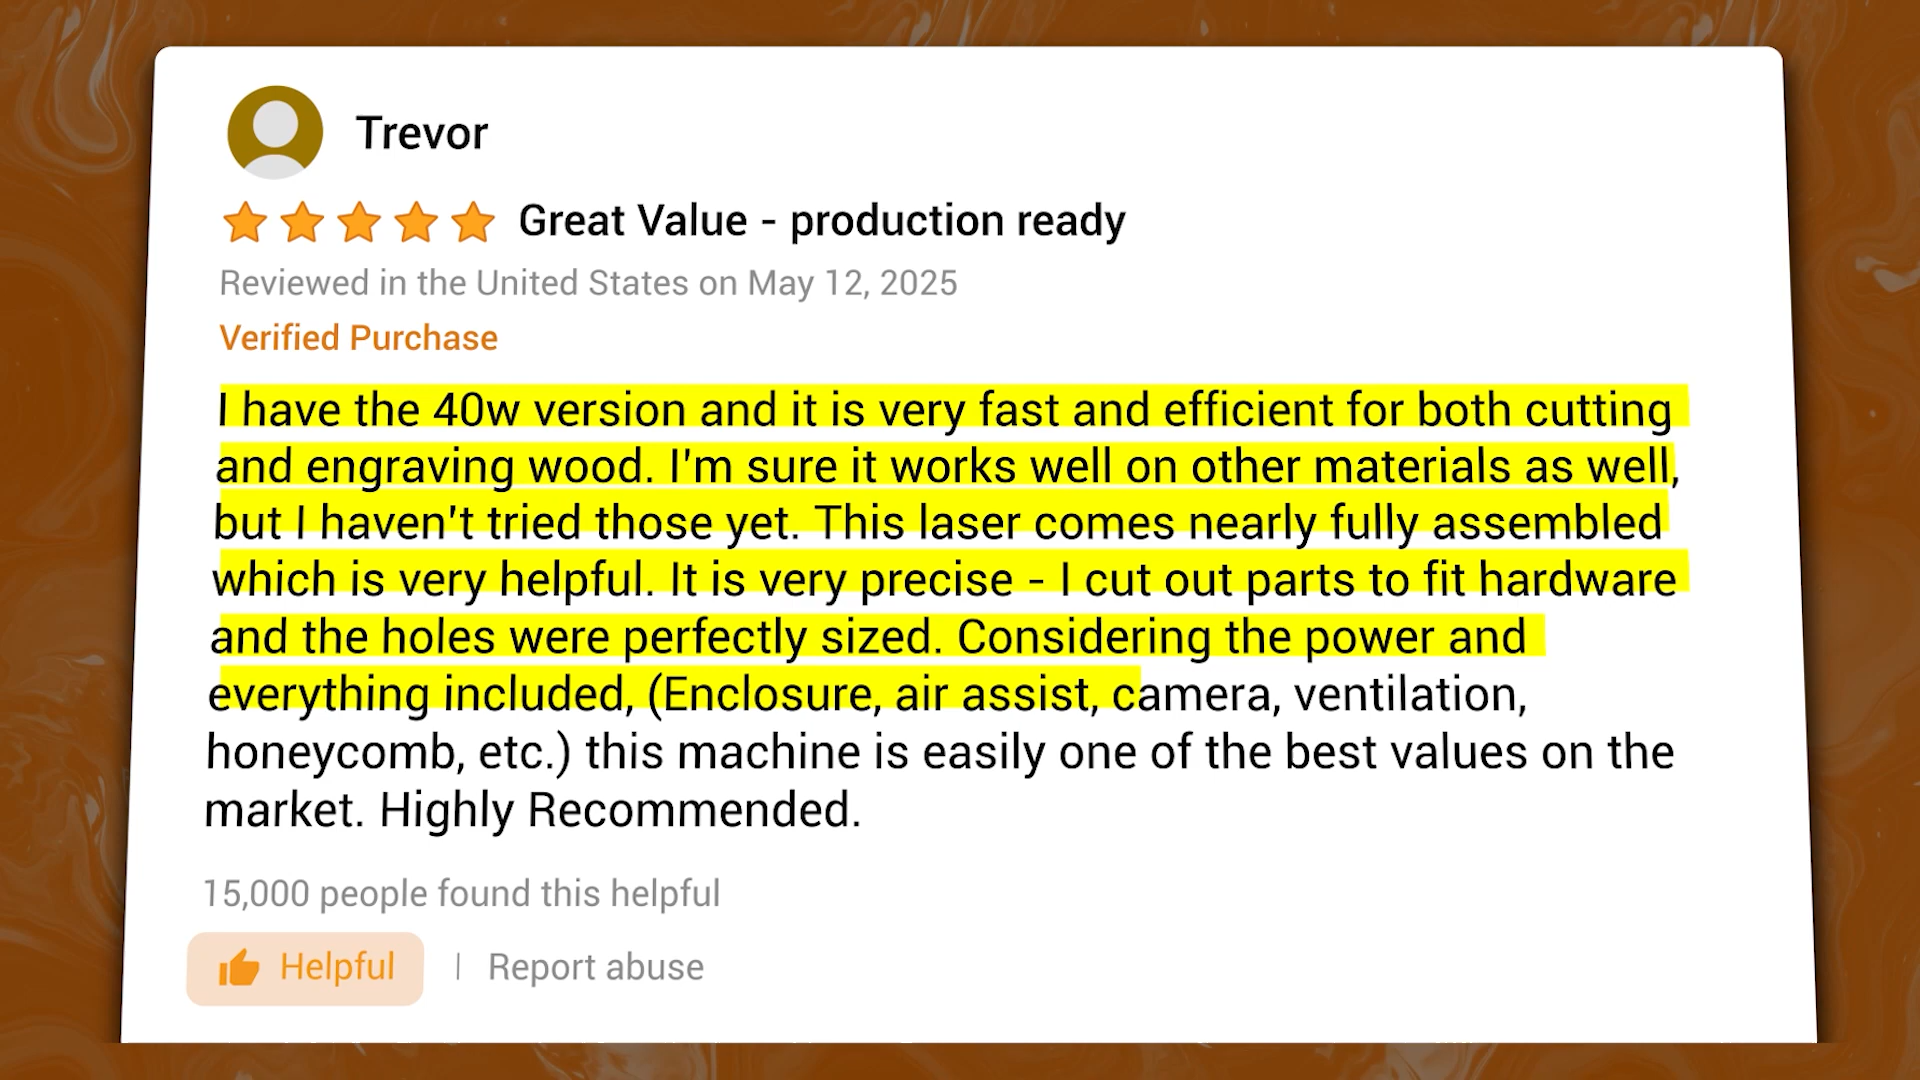 Trevor
Great Value - production ready
Reviewed in the United States on May 12, 2025
Verified Purchase
I have the 40w version and it is very fast and efficient for both cutting
and engraving wood. I'm sure it works well on other materials as well,
but I haven't tried those yet. This laser comes nearly fully assembled
which is very helpful. It is very precise - I cut out parts to fit hardware
and the holes were perfectly sized. Considering the power and
everything included, (Enclosure, air assist, camera, ventilation,
honeycomb, etc.) this machine is easily one of the best values on the
market. Highly Recommended.
15,000 people found this helpful
Helpful | Report abuse